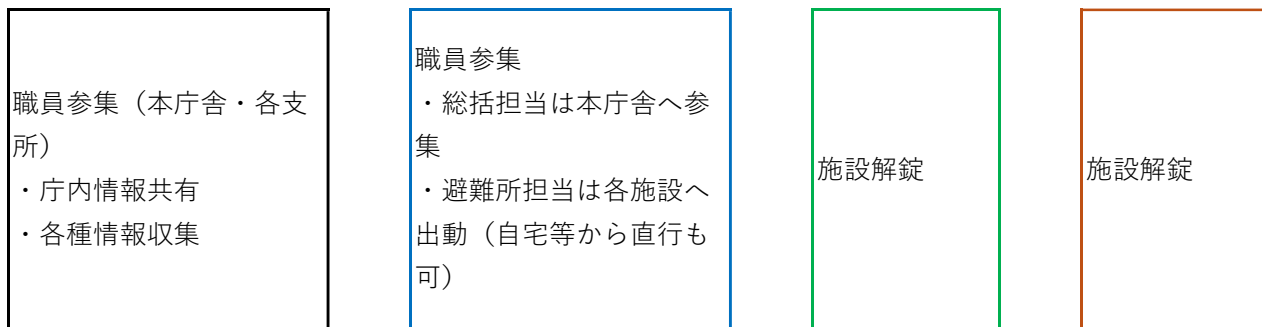 職員参集（本庁舎・各支
所）
・庁内情報共有
・各種情報収集
職員参集
・総括担当は本庁舎へ参
集
・避難所担当は各施設へ
出動（自宅等から直行も
可）
施設解錠
施設解錠